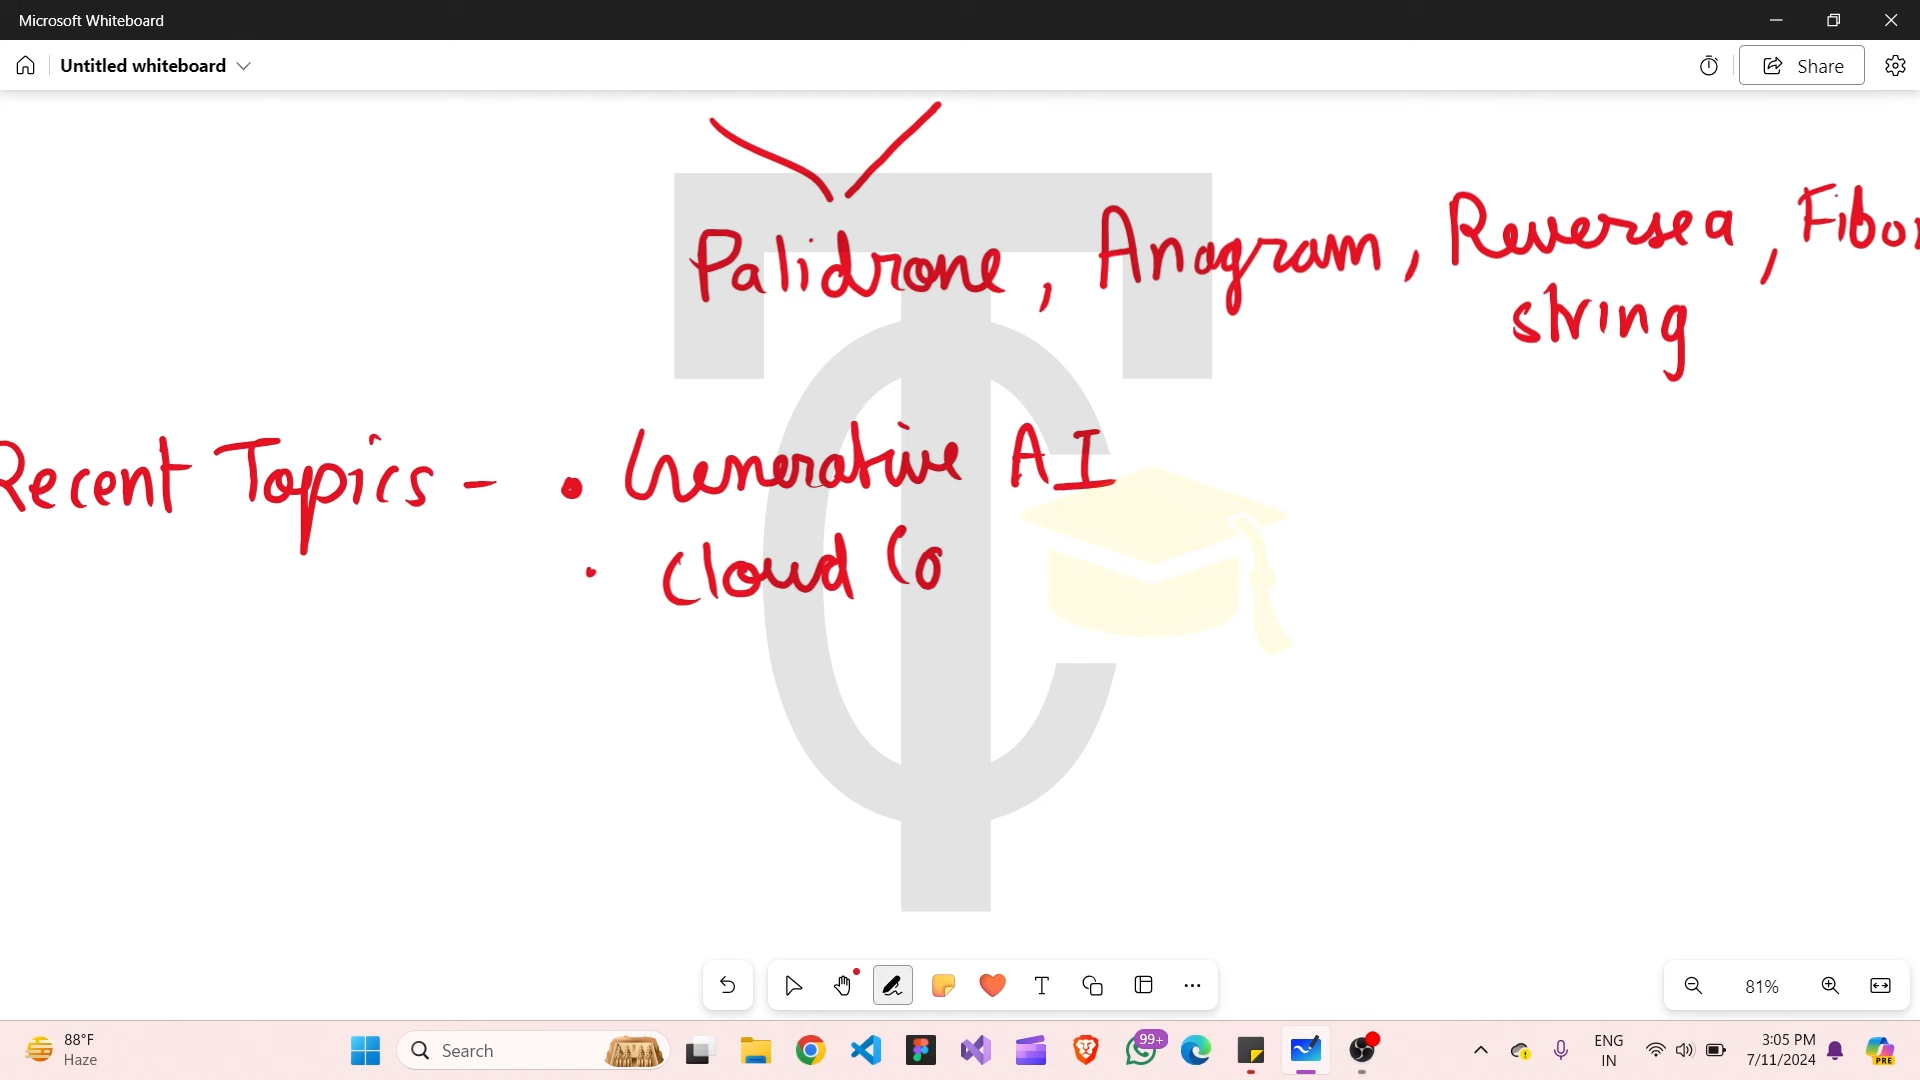 Microsoft Whiteboard
Untitled whiteboard
Share
Palidrone, Anagram, Reverse a, Fibo
string
Recent Topics - • Generative AI
• Cloud Co
81%
88°F
Haze
Search
99+
ENG
IN
3:05 PM
7/11/2024
PRE